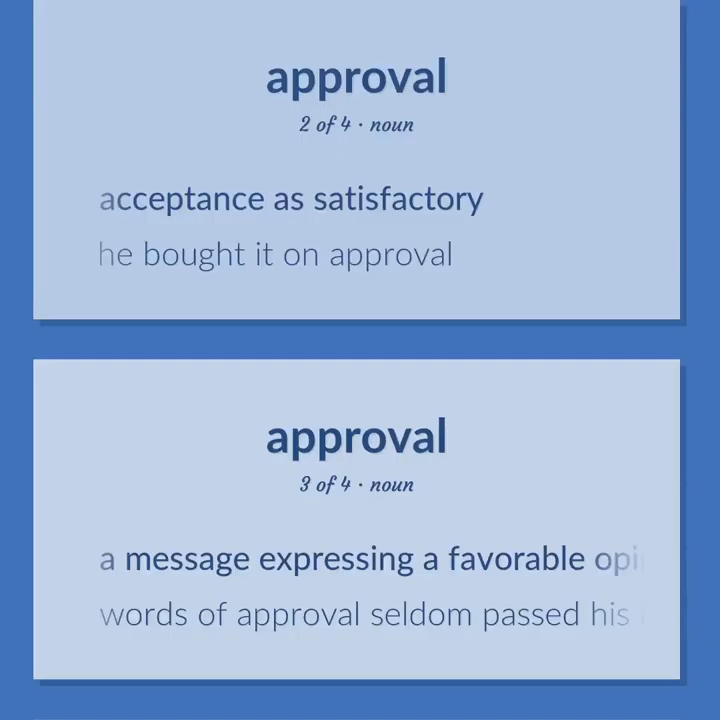 approval
2 of 4 · noun
acceptance as satisfactory
he bought it on approval
approval
3 of 4 · noun
a message expressing a favorable
words of approval seldom passed his